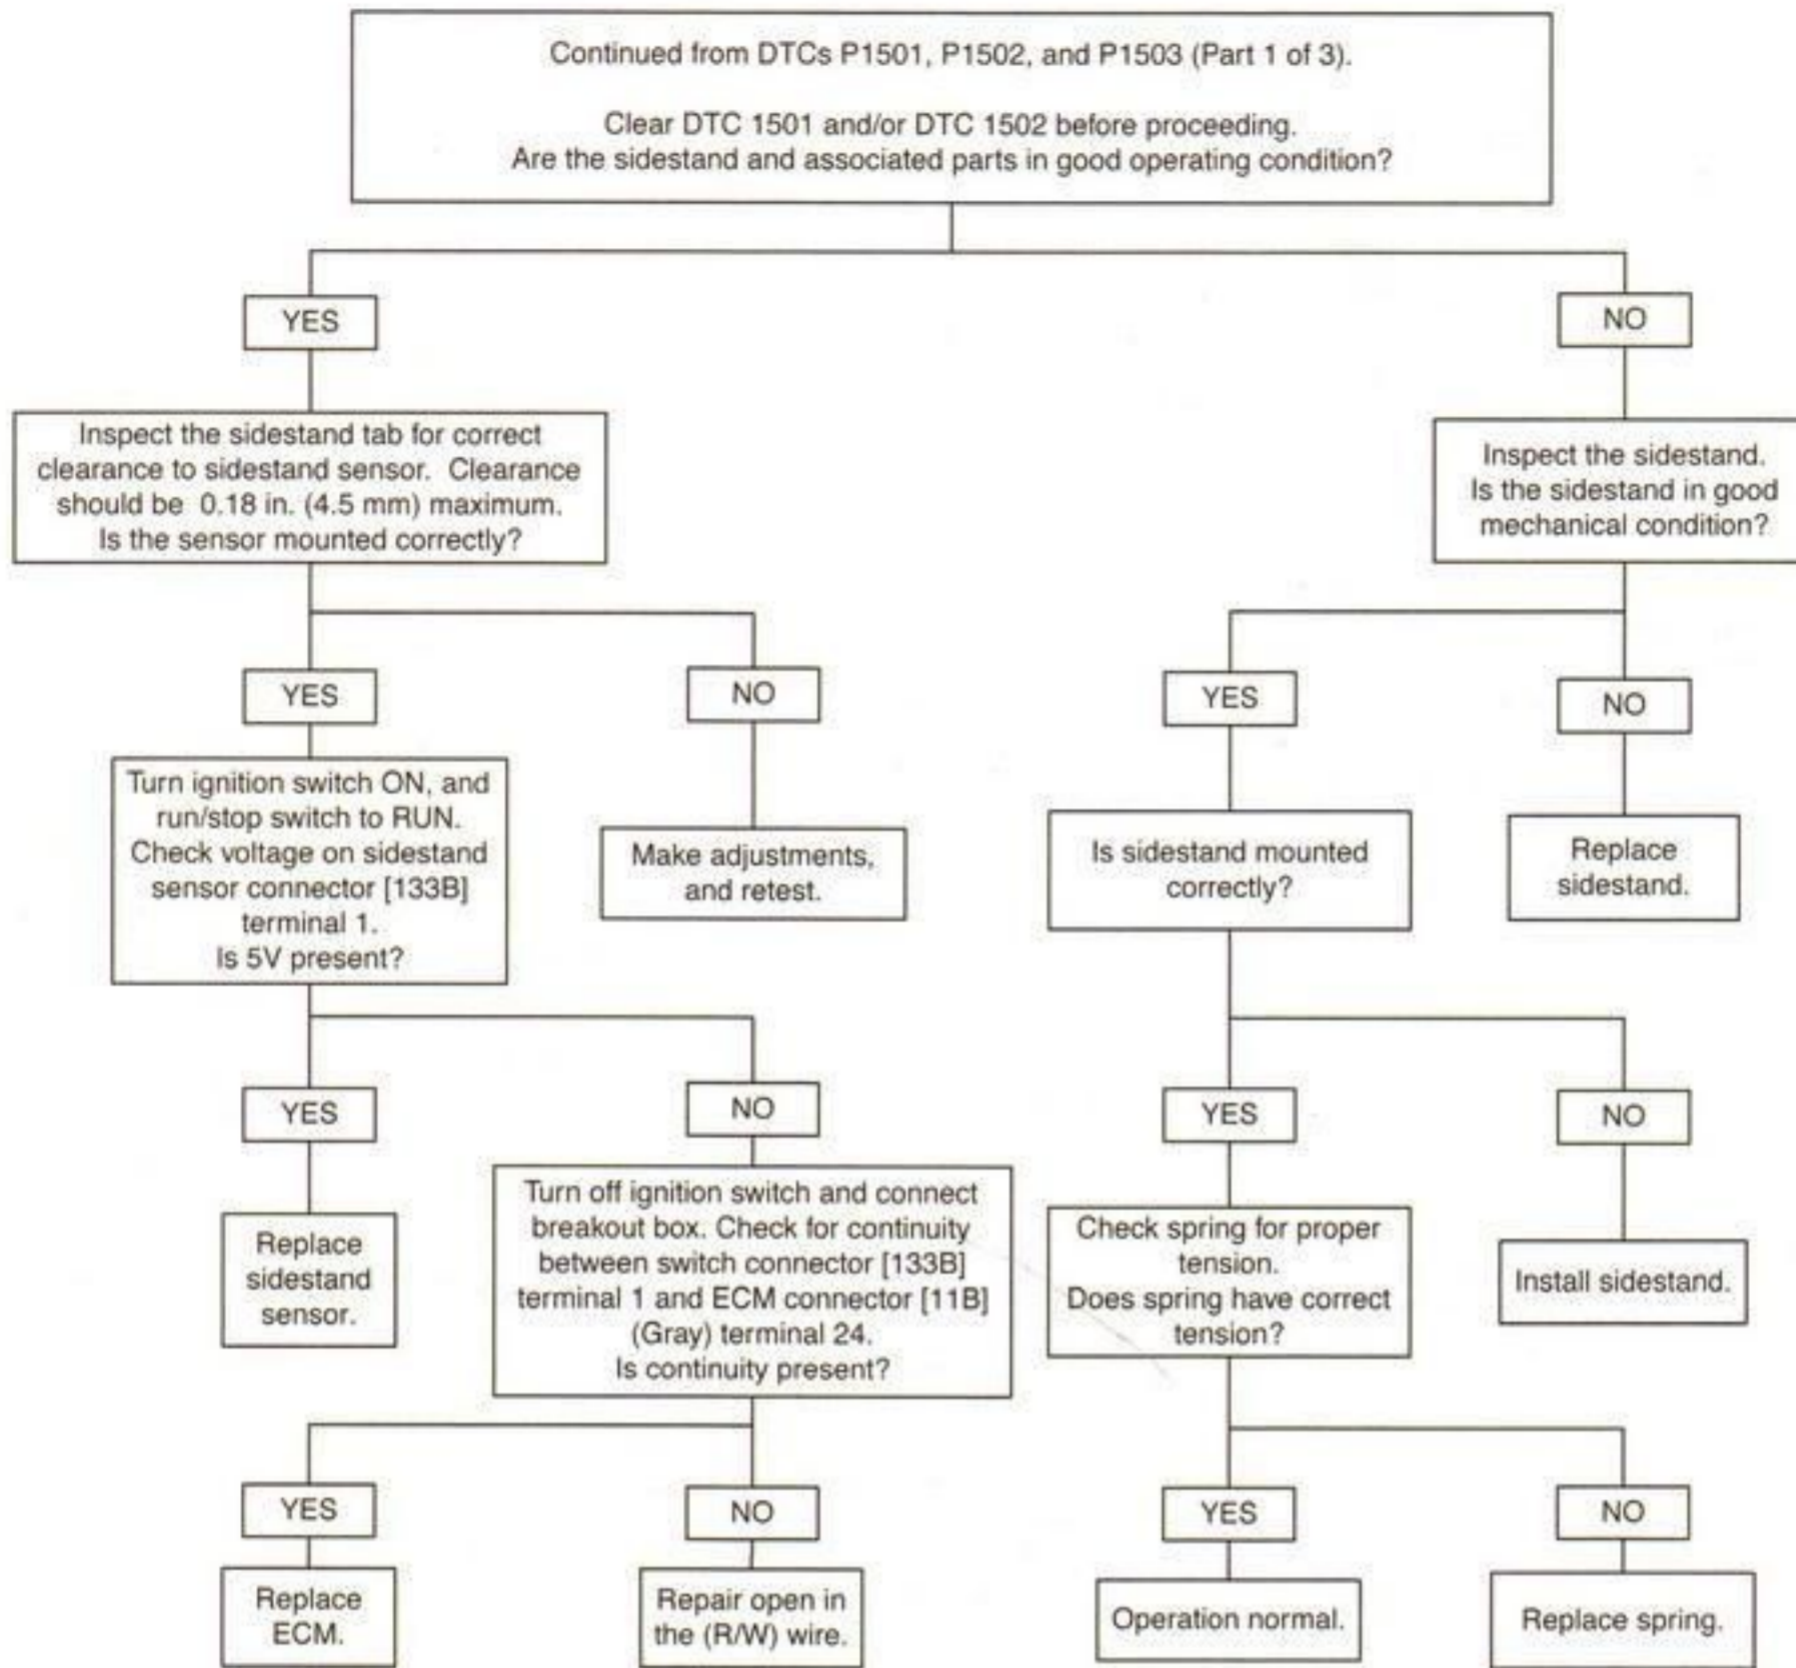 Continued from DTCs P1501, P1502, and P1503 (Part 1 of 3).
Clear DTC 1501 and/or DTC 1502 before proceeding.
Are the sidestand and associated parts in good operating condition?
YES
NO
Inspect the sidestand tab for correct
clearance to sidestand sensor. Clearance
should be 0.18 in. (4.5 mm) maximum.
Is the sensor mounted correctly?
Inspect the sidestand.
Is the sidestand in good
mechanical condition?
YES
NO
YES
NO
Turn ignition switch ON, and
run/stop switch to RUN.
Check voltage on sidestand
sensor connector [133B]
terminal 1.
Is 5V present?
Make adjustments,
and retest.
Is sidestand mounted
correctly?
Replace
sidestand.
YES
NO
YES
NO
Replace
sidestand
sensor.
Turn off ignition switch and connect
breakout box. Check for continuity
between switch connector [133B]
terminal 1 and ECM connector [11B]
(Gray) terminal 24.
Is continuity present?
Check spring for proper
tension.
Does spring have correct
tension?
Install sidestand.
YES
NO
YES
NO
Replace
ECM.
Repair open in
the (R/W) wire.
Operation normal.
Replace spring.